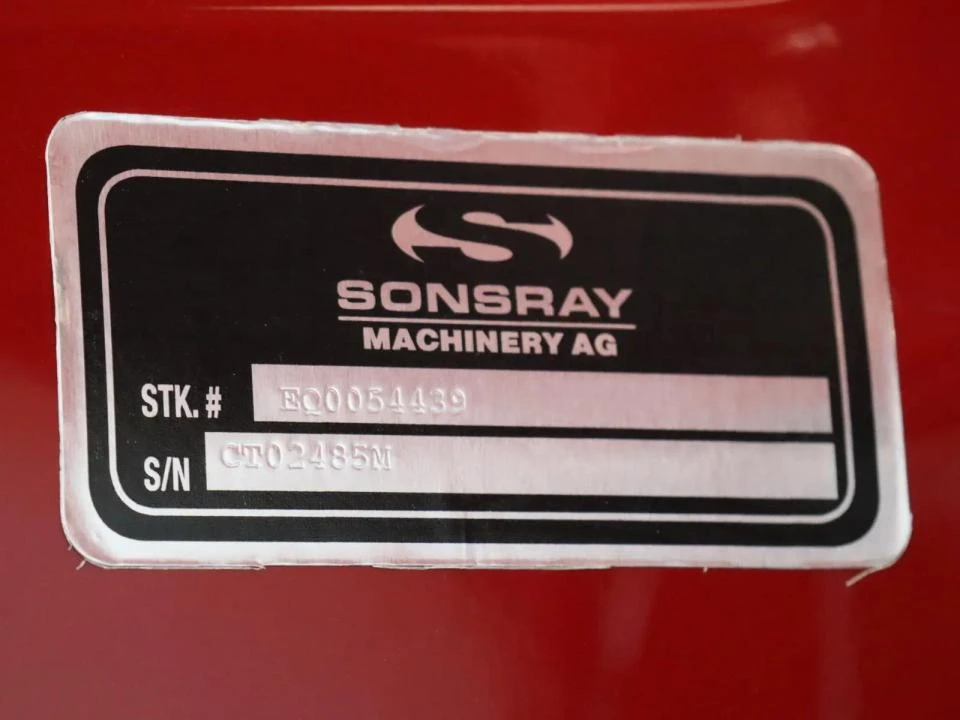 SONSRAY
MACHINERY AG
STK. # EQ0054439
S/N CT02485M